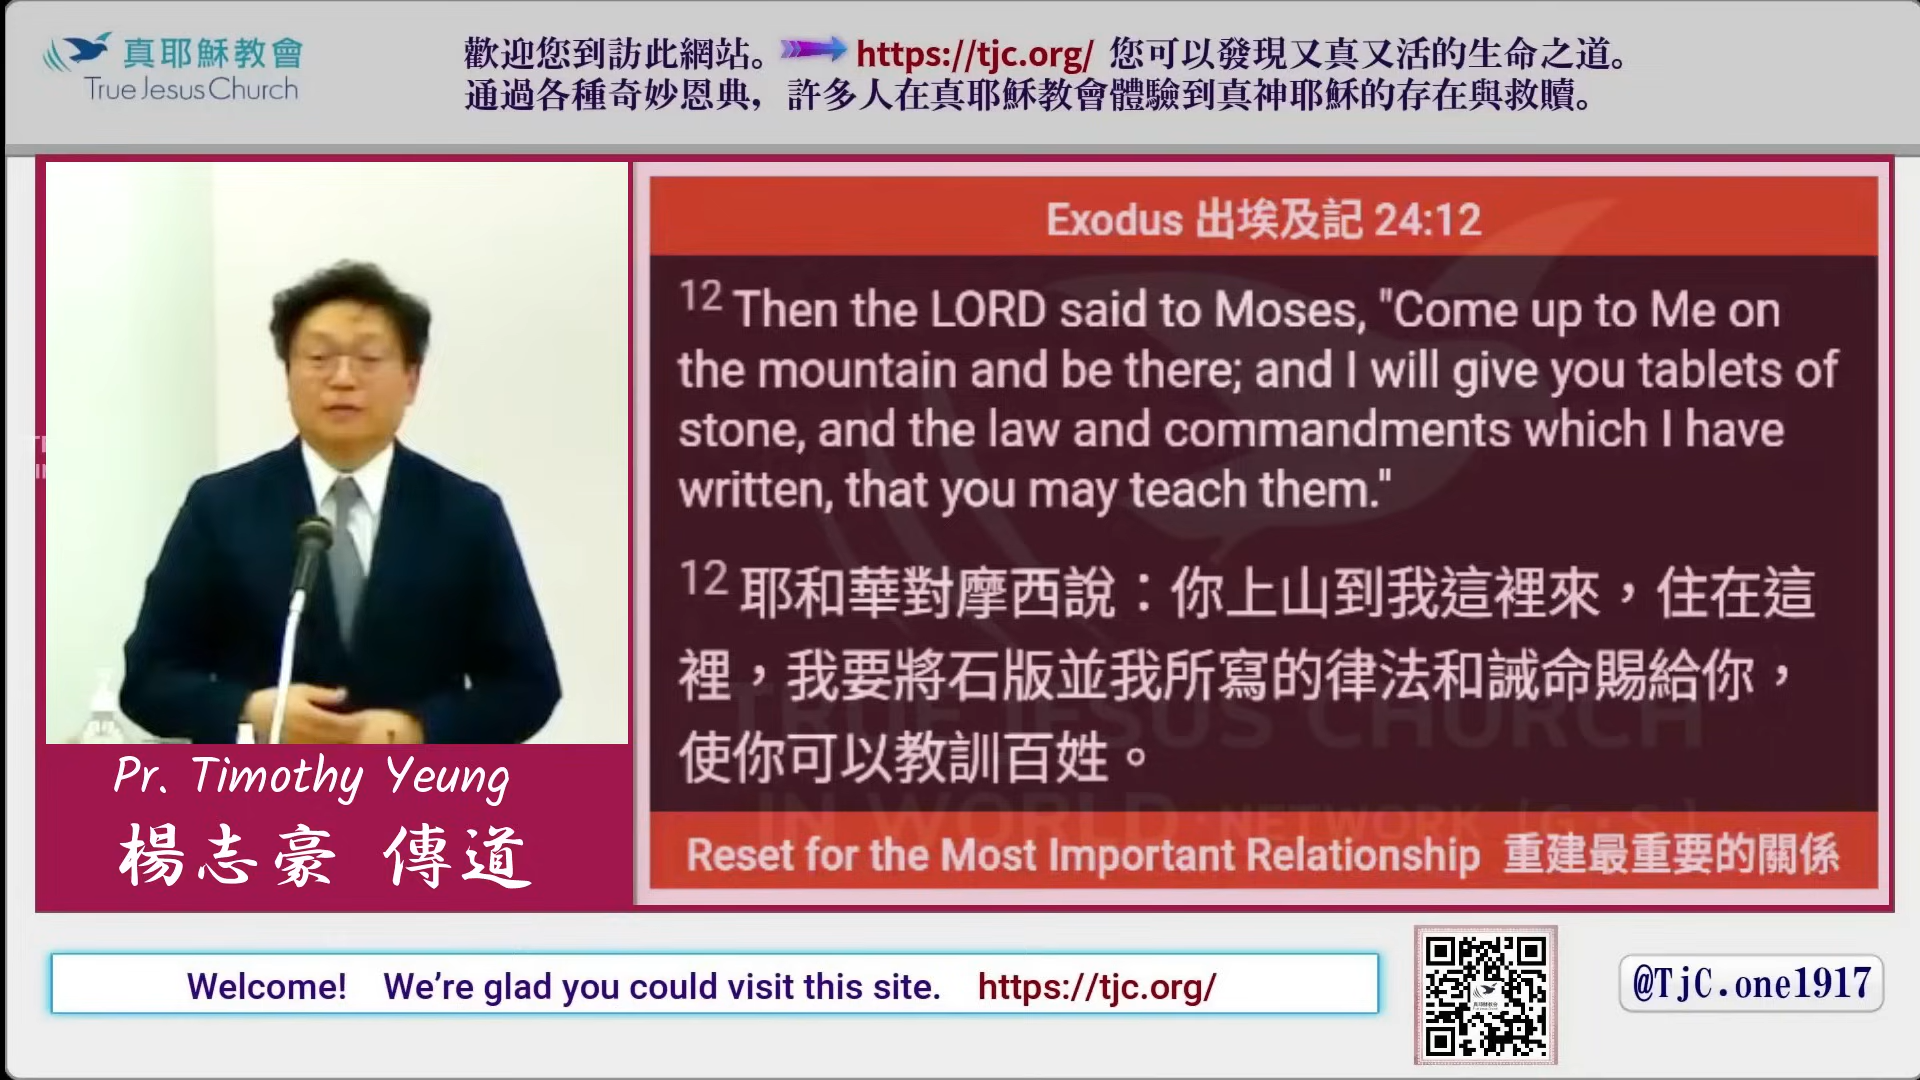 真耶穌教會
True Jesus Church
歡迎您到訪此網站。 https://tjc.org/ 您可以發現又真又活的生命之道。
通過各種奇妙恩典，許多人在真耶穌教會體驗到真神耶穌的存在與救贖。
Exodus 出埃及記 24:12
12 Then the LORD said to Moses, "Come up to Me on
the mountain and be there; and I will give you tablets of
stone, and the law and commandments which I have
written, that you may teach them."
12 耶和華對摩西說：你上山到我這裡來，住在這
裡，我要將石版並我所寫的律法和誡命賜給你，
使你可以教訓百姓。
TRUE JESUS CHURCH
IN WORLD · NETWORK (G.S.)
Reset for the Most Important Relationship 重建最重要的關係
Pr. Timothy Yeung
楊志豪 傳道
Welcome! We're glad you could visit this site. https://tjc.org/
@TjC.one1917